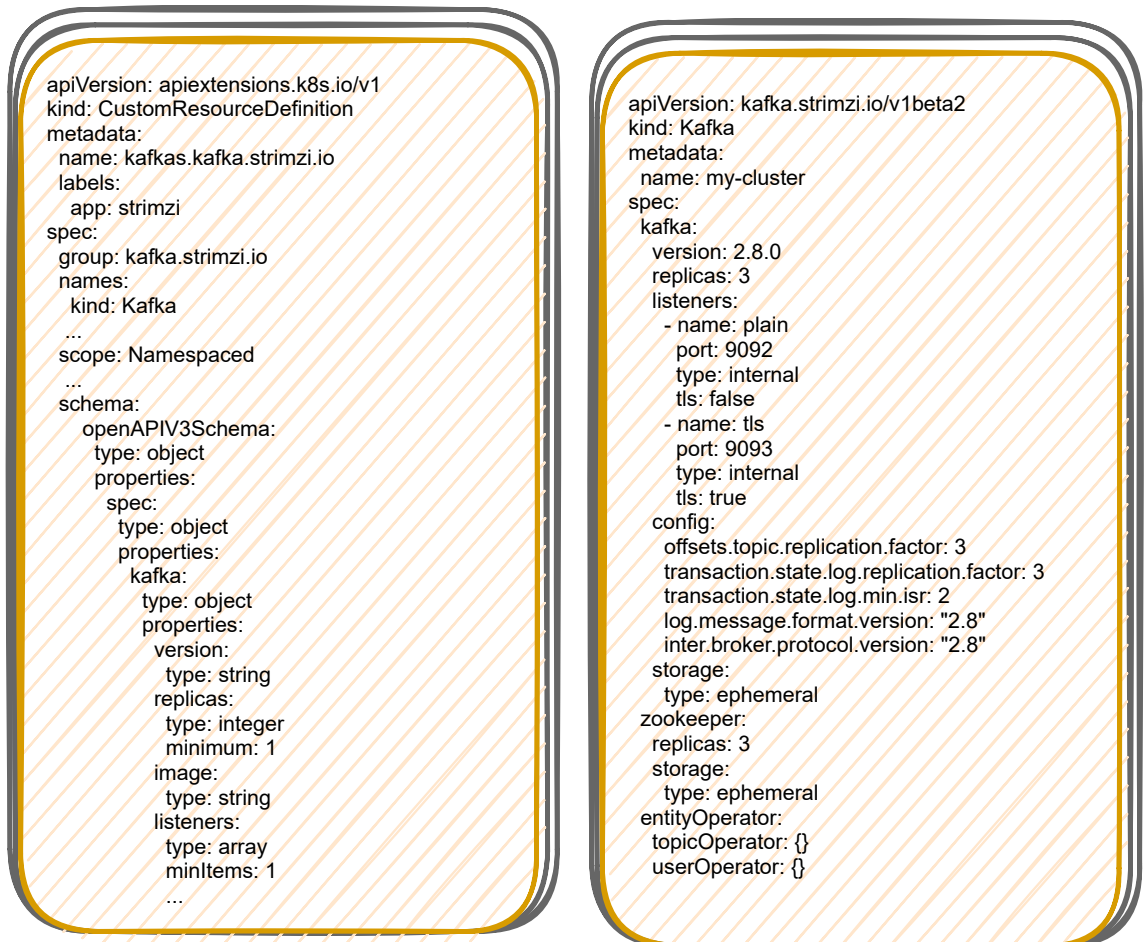 apiVersion: apiextensions.k8s.io/v1
kind: CustomResourceDefinition
metadata:
  name: kafkas.kafka.strimzi.io
  labels:
    app: strimzi
spec:
  group: kafka.strimzi.io
  names:
    kind: Kafka
   ...
  scope: Namespaced
   ...
  schema:
      openAPIV3Schema:
        type: object
        properties:
          spec:
            type: object
            properties:
              kafka:
                type: object
                properties:
                  version:
                    type: string
                  replicas:
                    type: integer
                    minimum: 1
                  image:
                    type: string
                  listeners:
                    type: array
                    minItems: 1
                    ...
apiVersion: kafka.strimzi.io/v1beta2
kind: Kafka
metadata:
  name: my-cluster
spec:
  kafka:
    version: 2.8.0
    replicas: 3
    listeners:
      - name: plain
        port: 9092
        type: internal
        tls: false
      - name: tls
        port: 9093
        type: internal
        tls: true
    config:
      offsets.topic.replication.factor: 3
      transaction.state.log.replication.factor: 3
      transaction.state.log.min.isr: 2
      log.message.format.version: "2.8"
      inter.broker.protocol.version: "2.8"
    storage:
      type: ephemeral
  zookeeper:
    replicas: 3
    storage:
      type: ephemeral
  entityOperator:
    topicOperator: {}
    userOperator: {}